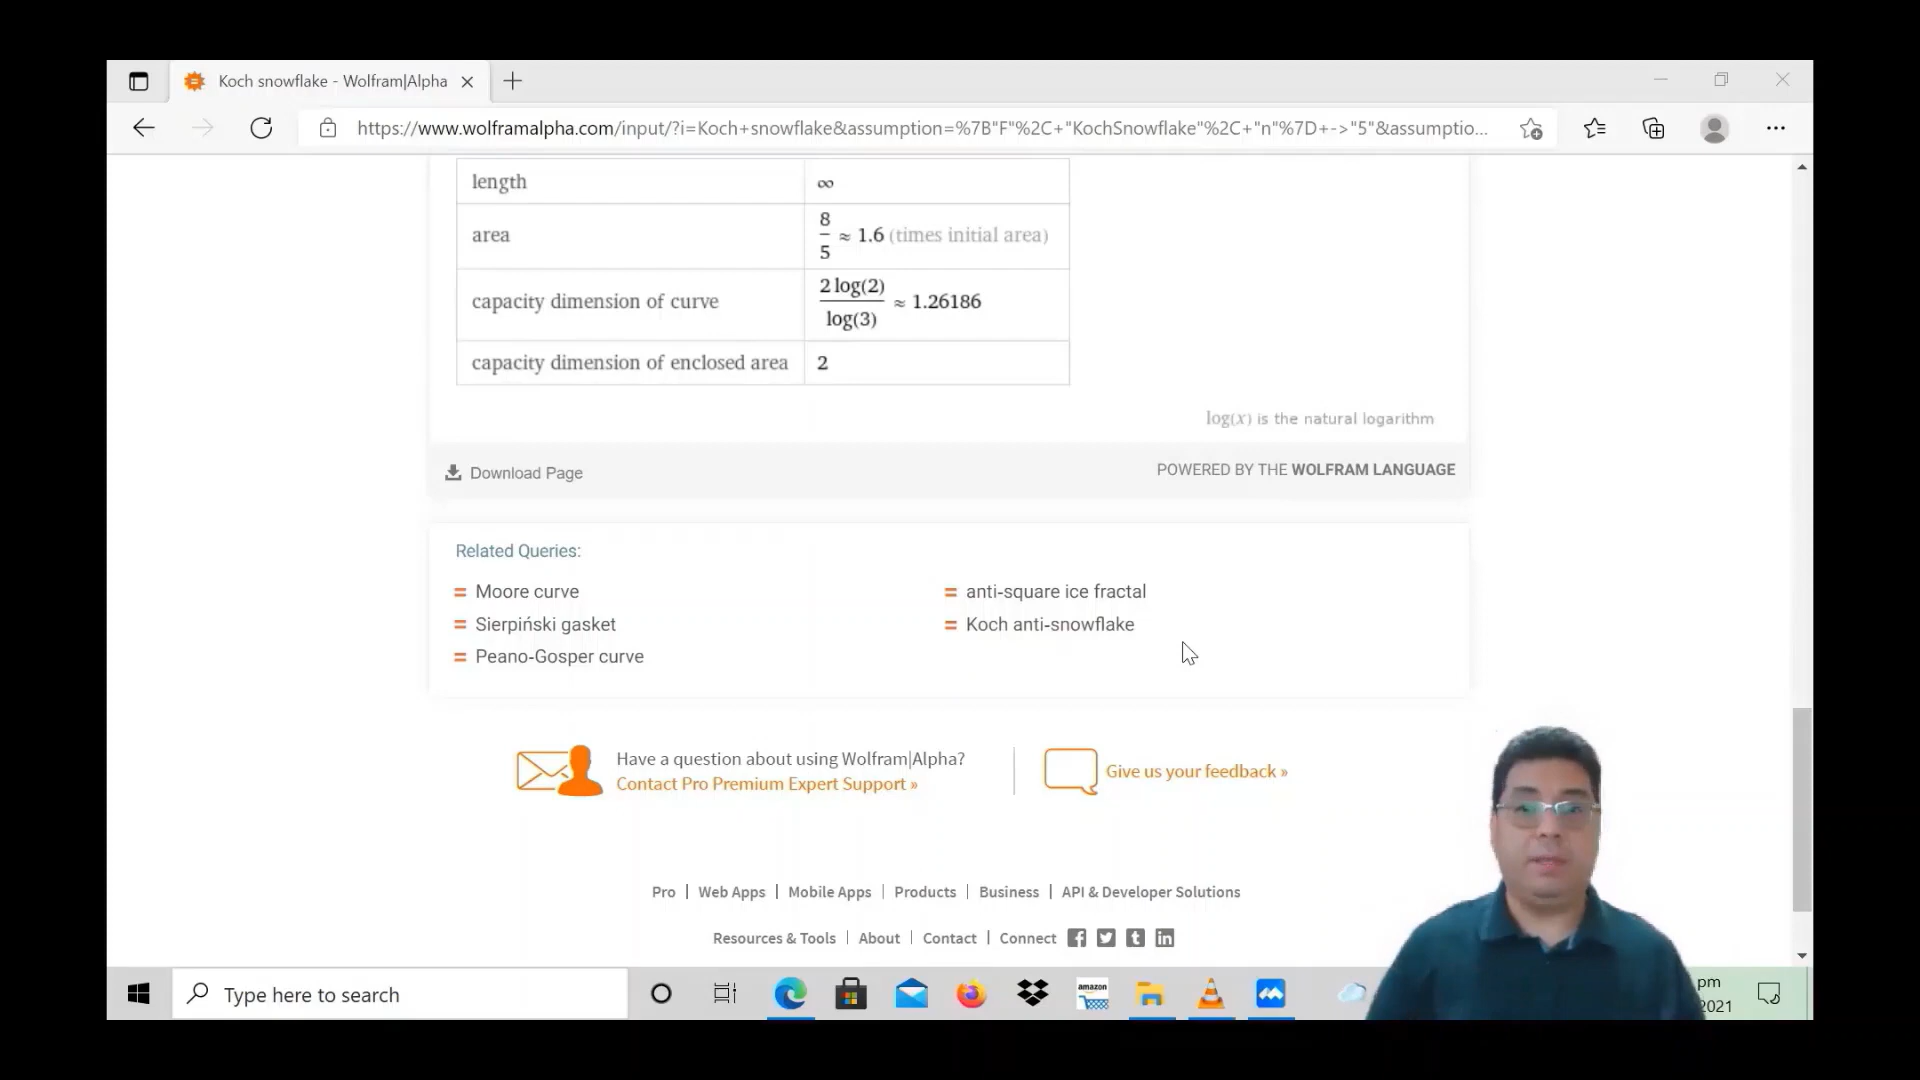 Koch snowflake - Wolfram|Alpha
https://www.wolframalpha.com/input/?i=Koch+snowflake&assumption=%7B"F"%2C+"KochSnowflake"%2C+"n"%7D+->"5"&assumptio...
length ∞
area 8/5 ≈ 1.6 (times initial area)
capacity dimension of curve 2 log(2)/log(3) ≈ 1.26186
capacity dimension of enclosed area 2
log(x) is the natural logarithm
Download Page POWERED BY THE WOLFRAM LANGUAGE
Related Queries:
= Moore curve = anti-square ice fractal
= Sierpiński gasket = Koch anti-snowflake
= Peano-Gosper curve
Have a question about using Wolfram|Alpha?
Contact Pro Premium Expert Support »
Give us your feedback »
Pro | Web Apps | Mobile Apps | Products | Business | API & Developer Solutions
Resources & Tools | About | Contact | Connect
Type here to search
amazon
pm
2021